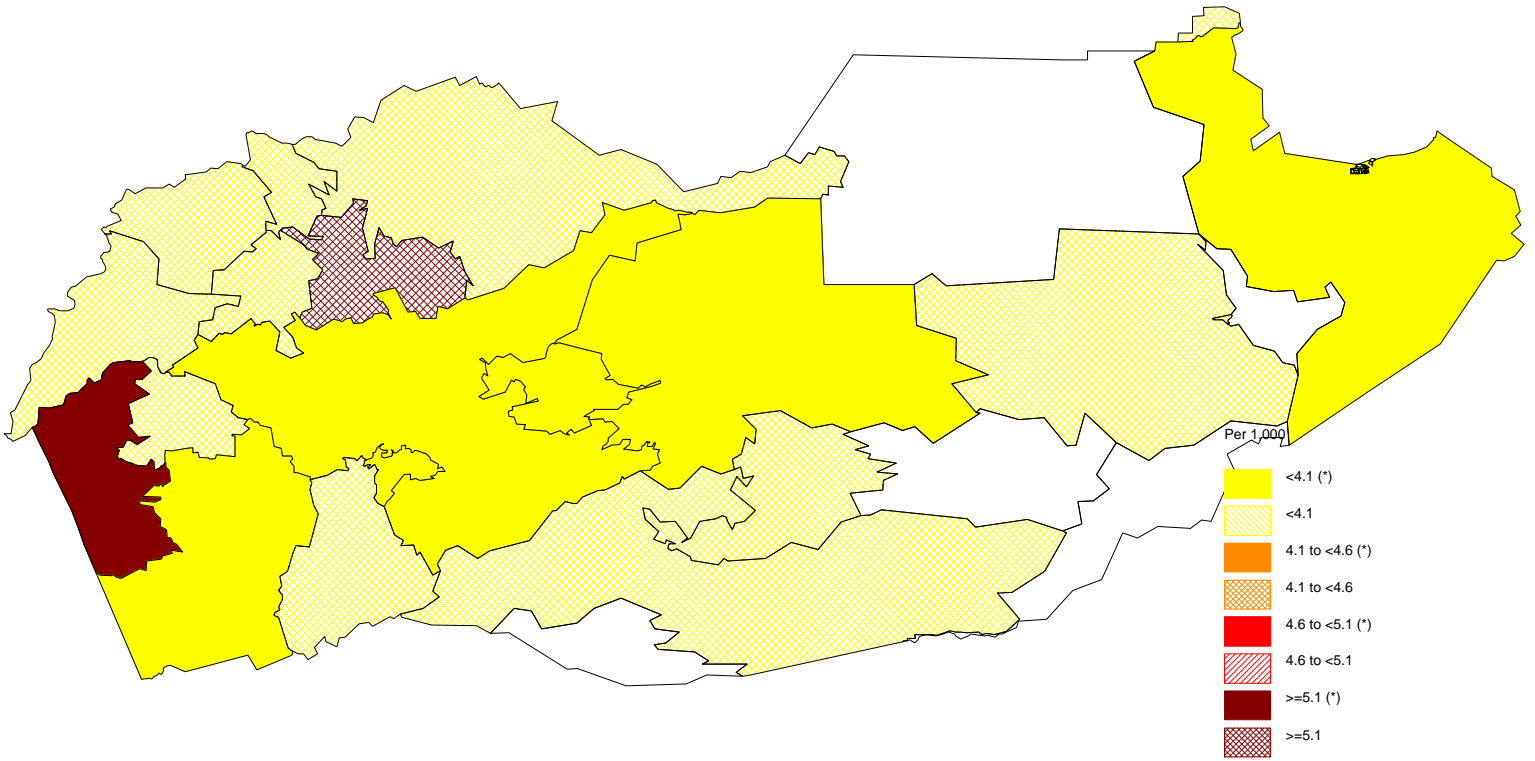 Per 1,000
<4.1 (*)
<4.1
4.1 to <4.6 (*)
4.1 to <4.6
4.6 to <5.1 (*)
4.6 to <5.1
>=5.1 (*)
>=5.1